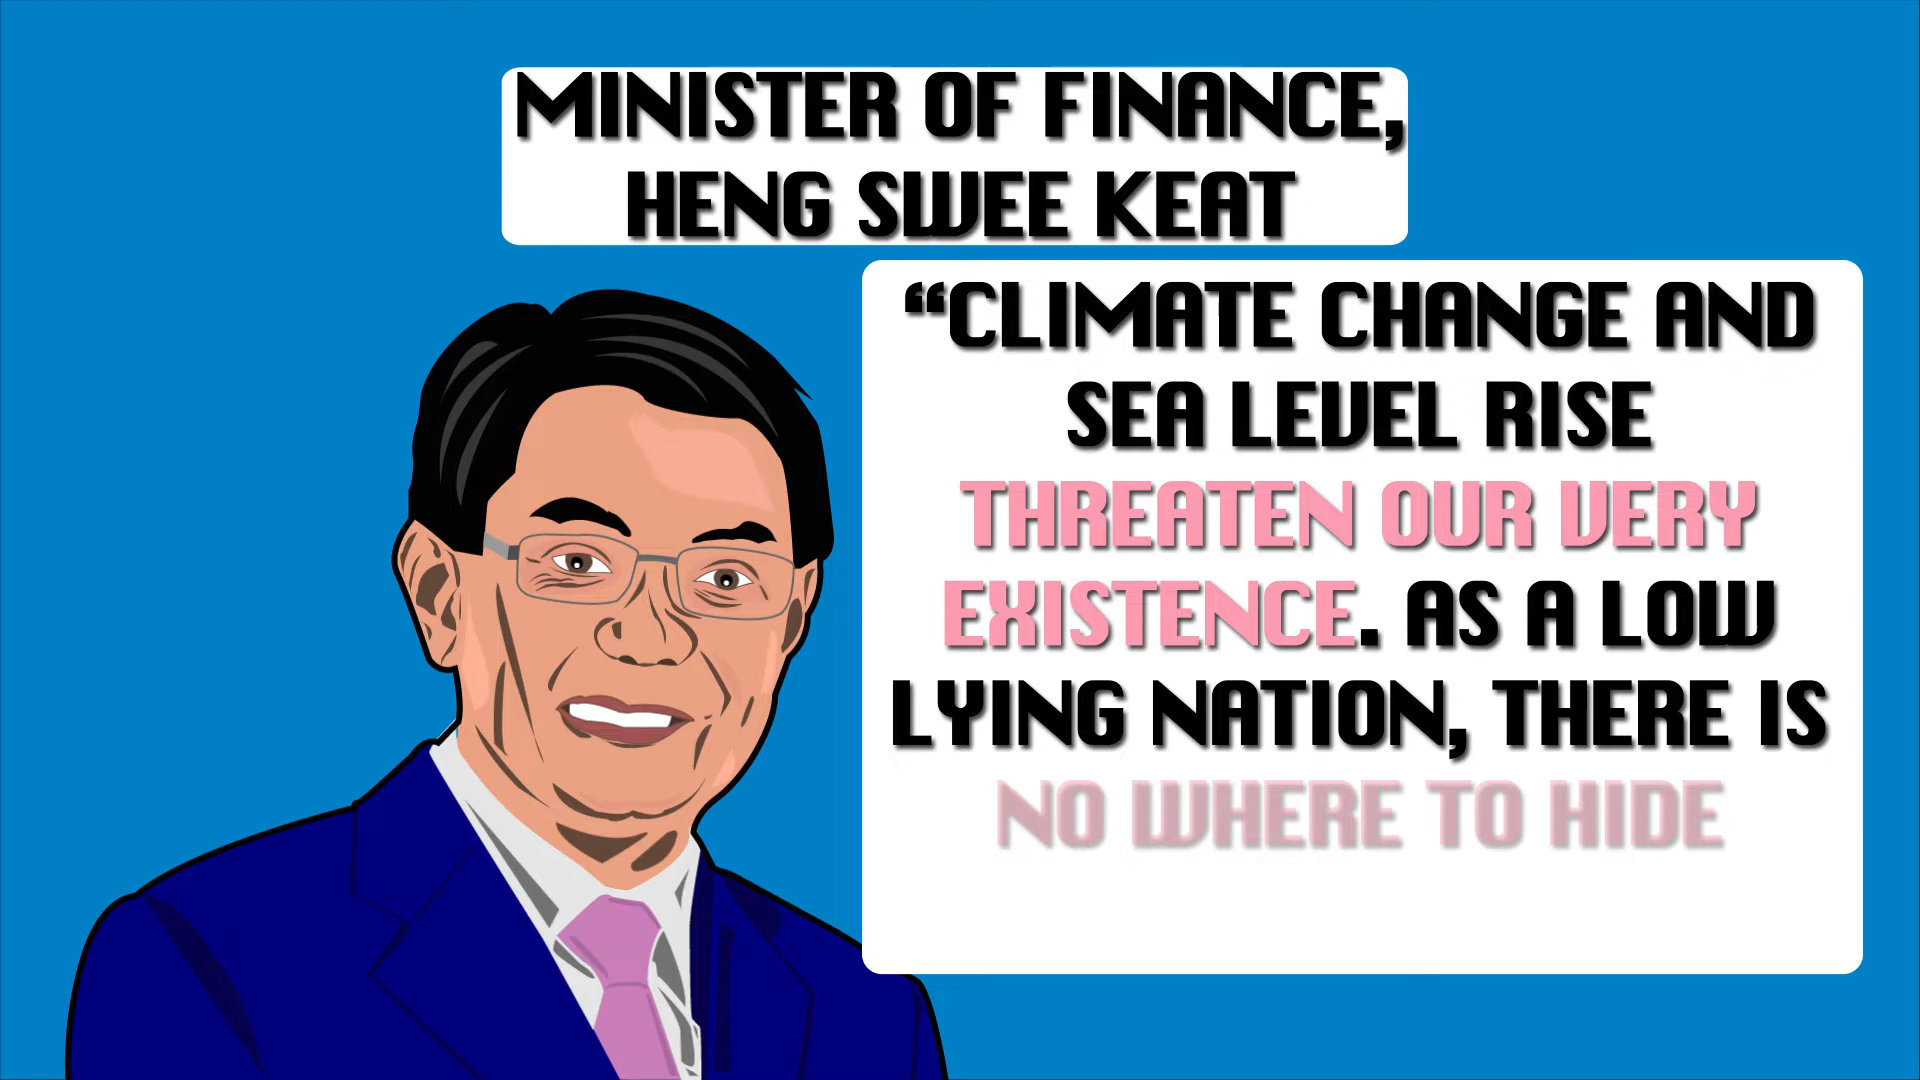 MINISTER OF FINANCE,
HENG SWEE KEAT
“CLIMATE CHANGE AND
SEA LEVEL RISE
THREATEN OUR VERY
EXISTENCE. AS A LOW
LYING NATION, THERE IS
NO WHERE TO HIDE